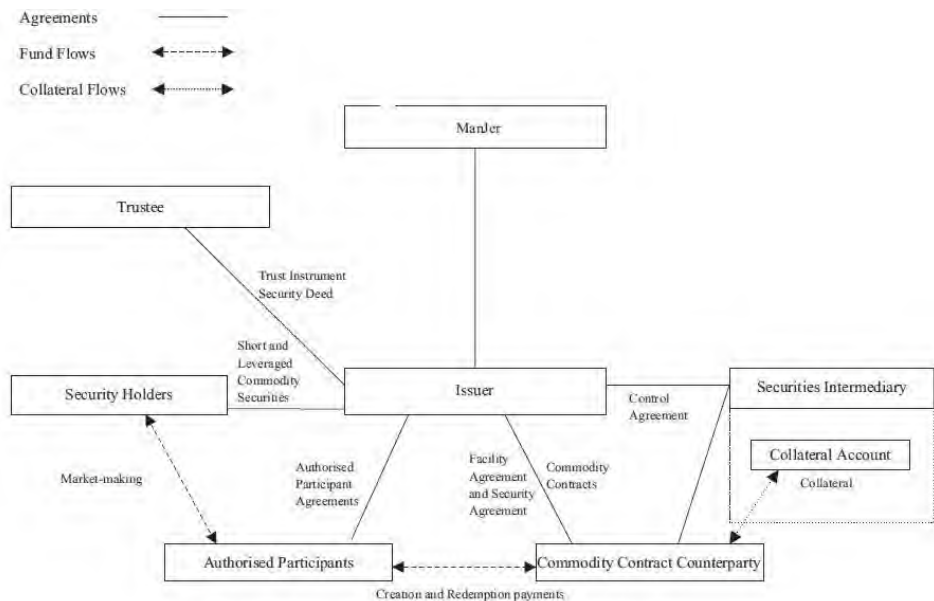 Agreements
Fund Flows
Collateral Flows
ManJer
Trustee
Trust Instrument
Security Deed
Short and
Leveraged
Commodity
Securities
Security Holders
Issuer
Securities Intermediary
Control
Agreement
Collateral Account
Collateral
Market-making
Authorised
Participant
Agreements
Facility
Agreement
and Security
Agreement
Commodity
Contracts
Authorised Participants
Commodity Contract Counterparty
Creation and Redemption payments